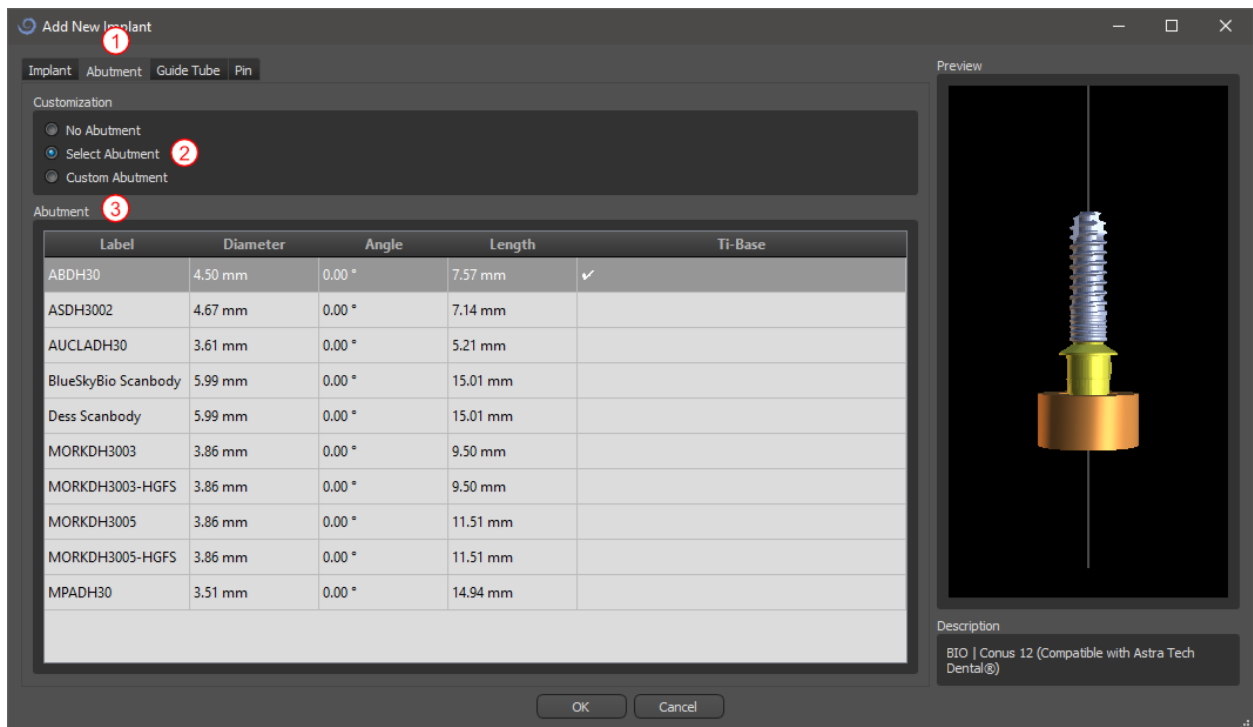 Add New Implant
1
Implant Abutment Guide Tube Pin
Customization
No Abutment
Select Abutment 2
Custom Abutment
Abutment 3
Label Diameter Angle Length Ti-Base
ABDH30 4.50 mm 0.00 ° 7.57 mm ✔
ASDH3002 4.67 mm 0.00 ° 7.14 mm
AUCLADH30 3.61 mm 0.00 ° 5.21 mm
BlueSkyBio Scanbody 5.99 mm 0.00 ° 15.01 mm
Dess Scanbody 5.99 mm 0.00 ° 15.01 mm
MORKDH3003 3.86 mm 0.00 ° 9.50 mm
MORKDH3003-HGFS 3.86 mm 0.00 ° 9.50 mm
MORKDH3005 3.86 mm 0.00 ° 11.51 mm
MORKDH3005-HGFS 3.86 mm 0.00 ° 11.51 mm
MPADH30 3.51 mm 0.00 ° 14.94 mm
Preview
Description
BIO | Conus 12 (Compatible with Astra Tech
Dental®)
OK Cancel